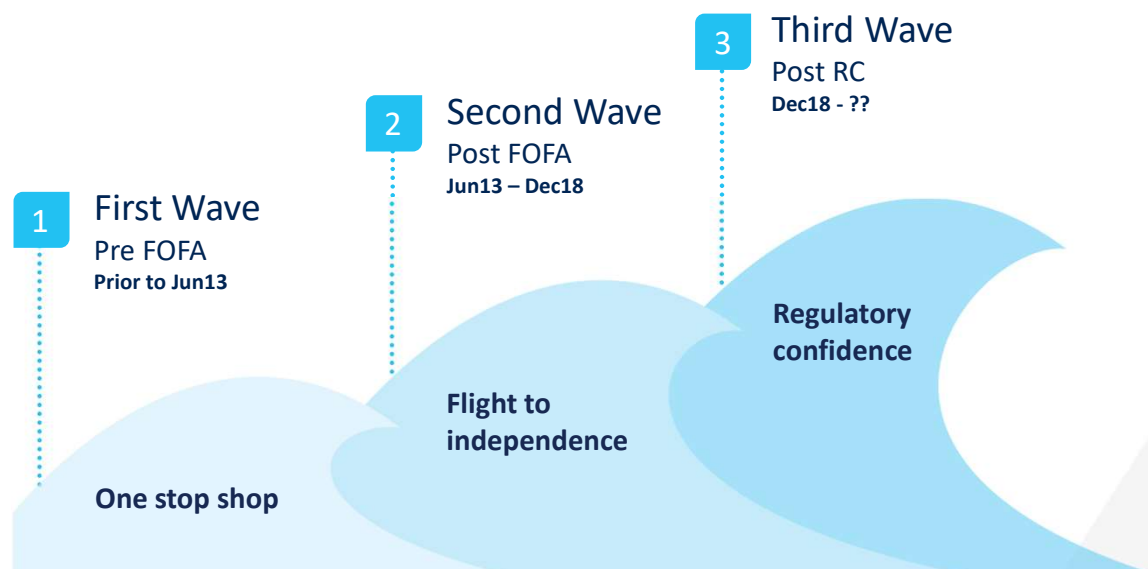 1
First Wave
Pre FOFA
Prior to Jun13
One stop shop
2
Second Wave
Post FOFA
Jun13 – Dec18
Flight to
independence
3
Third Wave
Post RC
Dec18 - ??
Regulatory
confidence